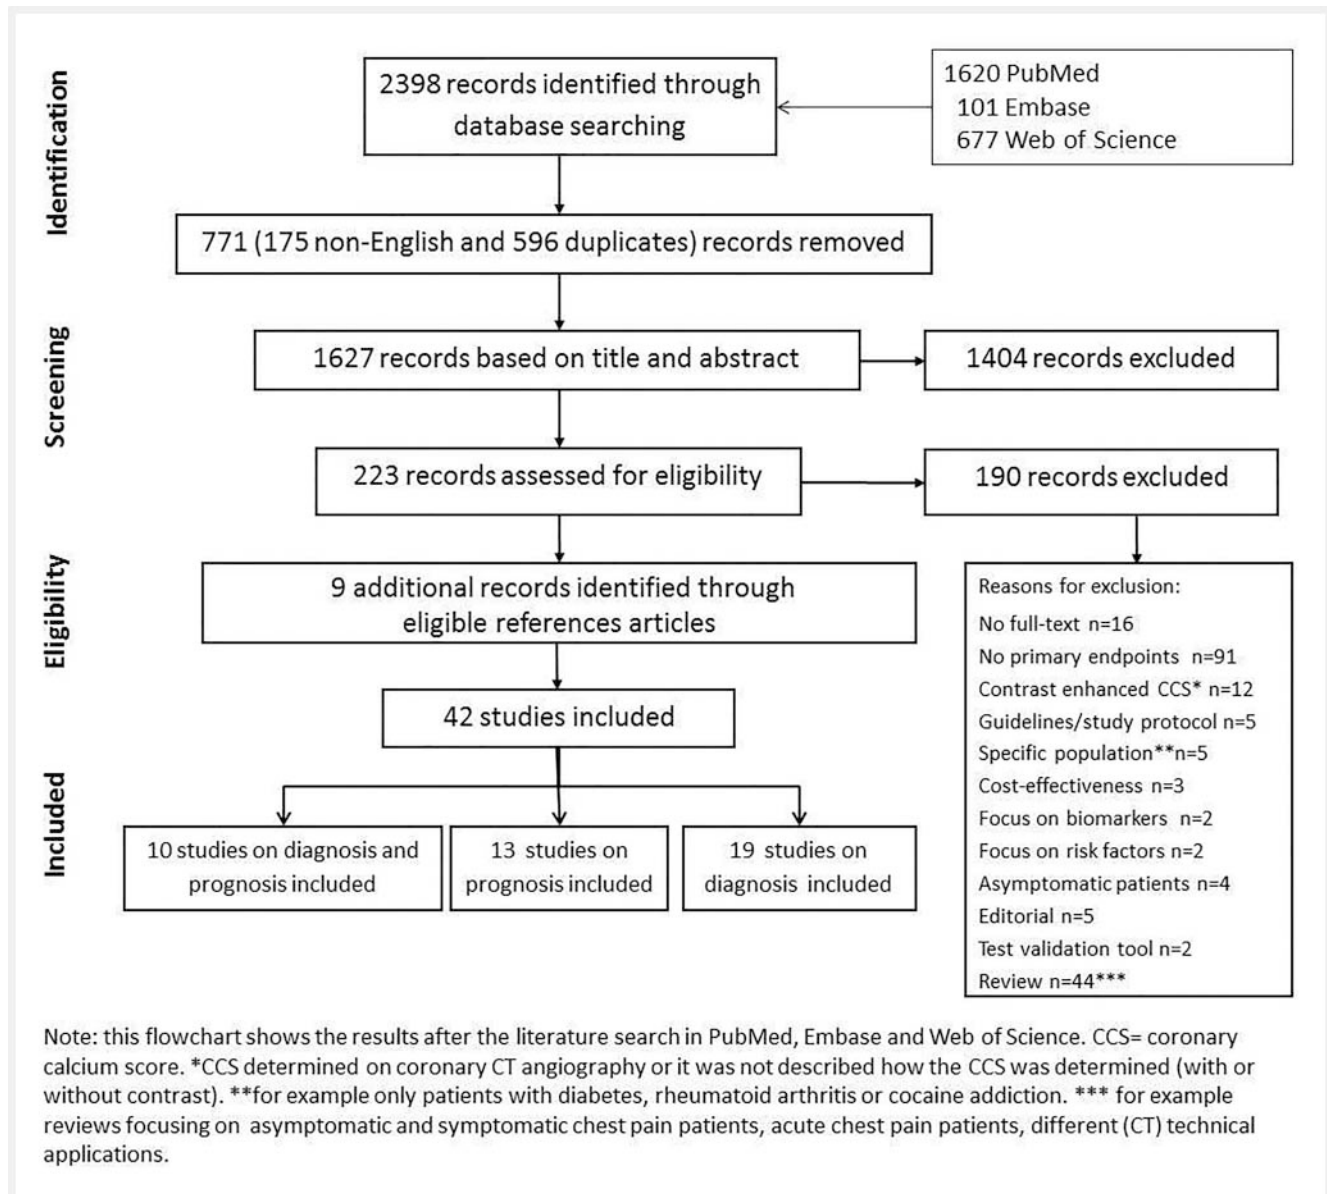 Identification
2398 records identified through
database searching
1620 PubMed
101 Embase
677 Web of Science
771 (175 non-English and 596 duplicates) records removed
Screening
1627 records based on title and abstract
1404 records excluded
223 records assessed for eligibility
190 records excluded
Eligibility
9 additional records identified through
eligible references articles
Reasons for exclusion:
No full-text n=16
No primary endpoints n=91
Contrast enhanced CCS* n=12
Guidelines/study protocol n=5
Specific population**n=5
Cost-effectiveness n=3
Focus on biomarkers n=2
Focus on risk factors n=2
Asymptomatic patients n=4
Editorial n=5
Test validation tool n=2
Review n=44***
42 studies included
Included
10 studies on diagnosis and
prognosis included
13 studies on
prognosis included
19 studies on
diagnosis included
Note: this flowchart shows the results after the literature search in PubMed, Embase and Web of Science. CCS= coronary
calcium score. *CCS determined on coronary CT angiography or it was not described how the CCS was determined (with or
without contrast). **for example only patients with diabetes, rheumatoid arthritis or cocaine addiction. *** for example
reviews focusing on asymptomatic and symptomatic chest pain patients, acute chest pain patients, different (CT) technical
applications.